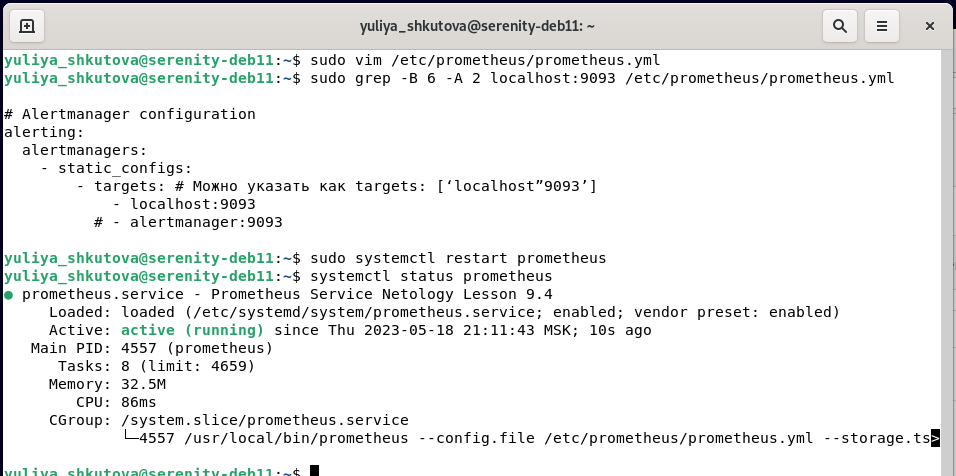 yuliya_shkutova@serenity-deb11: ~
yuliya_shkutova@serenity-deb11:~$ sudo vim /etc/prometheus/prometheus.yml
yuliya_shkutova@serenity-deb11:~$ sudo grep -B 6 -A 2 localhost:9093 /etc/prometheus/prometheus.yml
# Alertmanager configuration
alerting:
  alertmanagers:
    - static_configs:
        - targets: # Можно указать как targets: [‘localhost”9093’]
            - localhost:9093
          # - alertmanager:9093
yuliya_shkutova@serenity-deb11:~$ sudo systemctl restart prometheus
yuliya_shkutova@serenity-deb11:~$ systemctl status prometheus
● prometheus.service - Prometheus Service Netology Lesson 9.4
     Loaded: loaded (/etc/systemd/system/prometheus.service; enabled; vendor preset: enabled)
     Active: active (running) since Thu 2023-05-18 21:11:43 MSK; 10s ago
   Main PID: 4557 (prometheus)
      Tasks: 8 (limit: 4659)
     Memory: 32.5M
        CPU: 86ms
     CGroup: /system.slice/prometheus.service
             └─4557 /usr/local/bin/prometheus --config.file /etc/prometheus/prometheus.yml --storage.ts>
yuliya_shkutova@serenity-deb11:~$